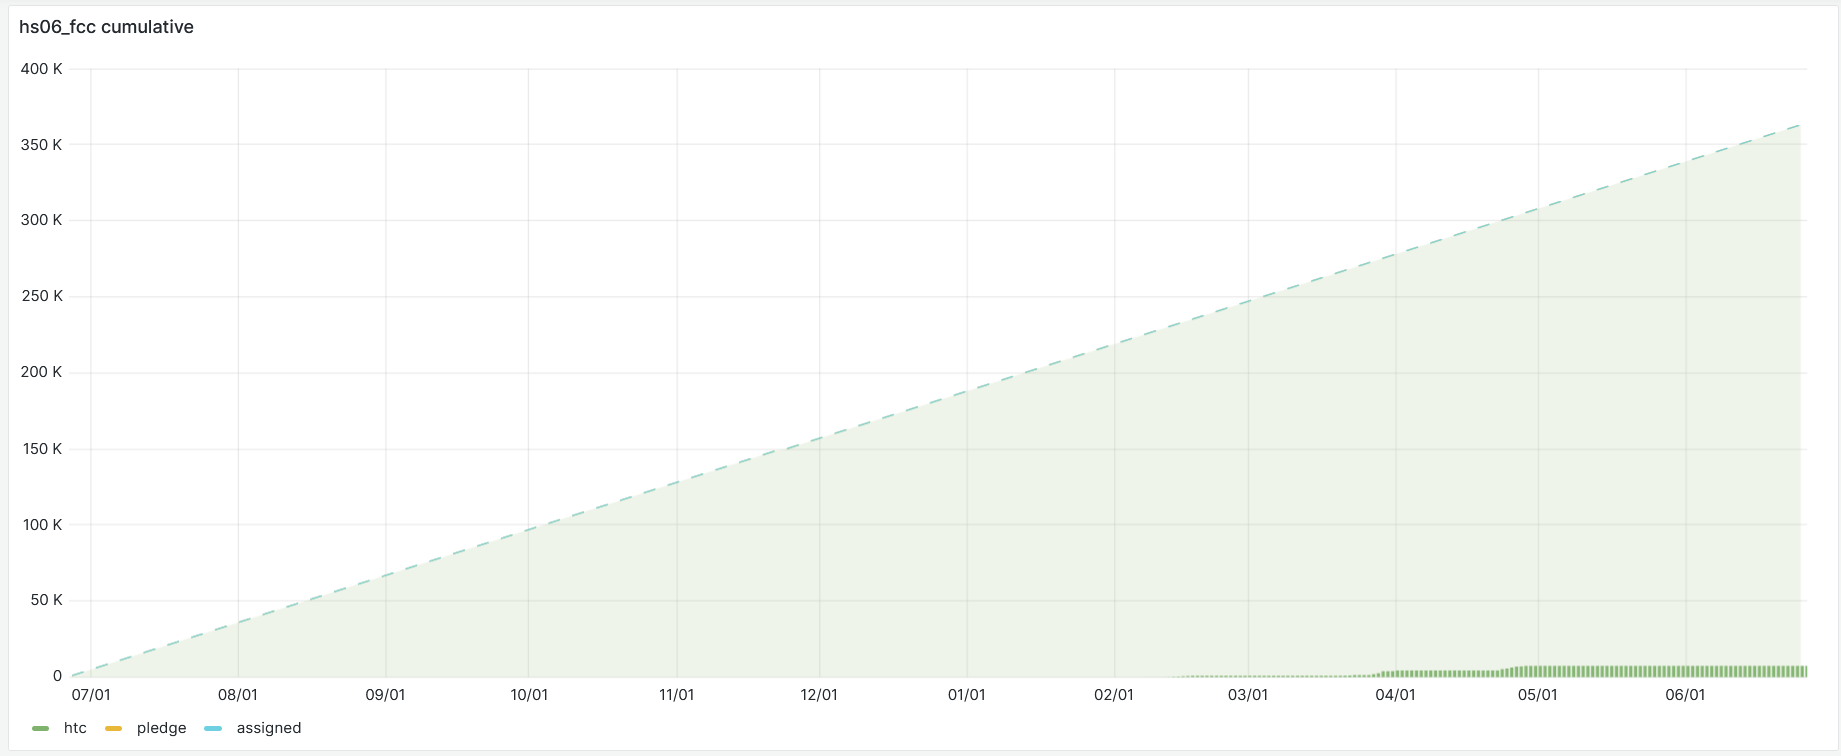 hs06_fcc cumulative
400 K
350 K
300 K
250 K
200 K
150 K
100 K
50 K
0
07/01 08/01 09/01 10/01 11/01 12/01 01/01 02/01 03/01 04/01 05/01 06/01
htc pledge assigned